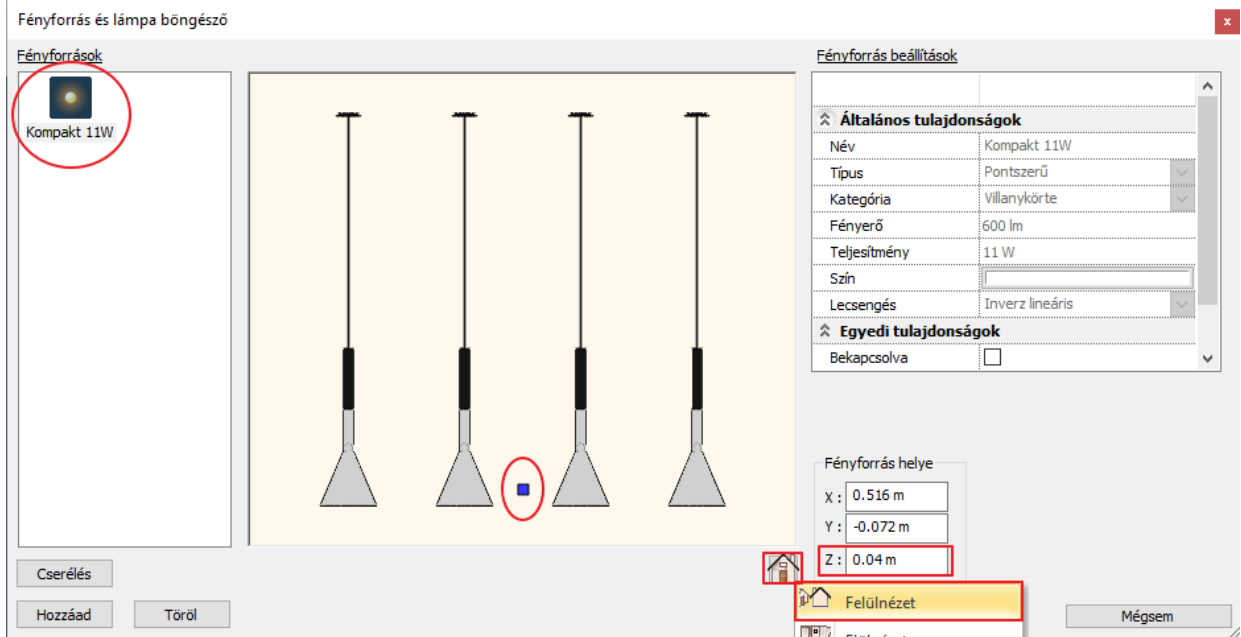 Fényforrás és lámpa böngésző
x
Fényforrások
Kompakt 11W
Fényforrás beállítások
Általános tulajdonságok
Név Kompakt 11W
Típus Pontszerű
Kategória Villanykörte
Fényerő 600 lm
Teljesítmény 11 W
Szín
Lecsengés Inverz lineáris
Egyedi tulajdonságok
Bekapcsolva
Fényforrás helye
X : 0.516 m
Y : -0.072 m
Z : 0.04 m
Felülnézet
Cserélés
Hozzáad
Töröl
Mégsem